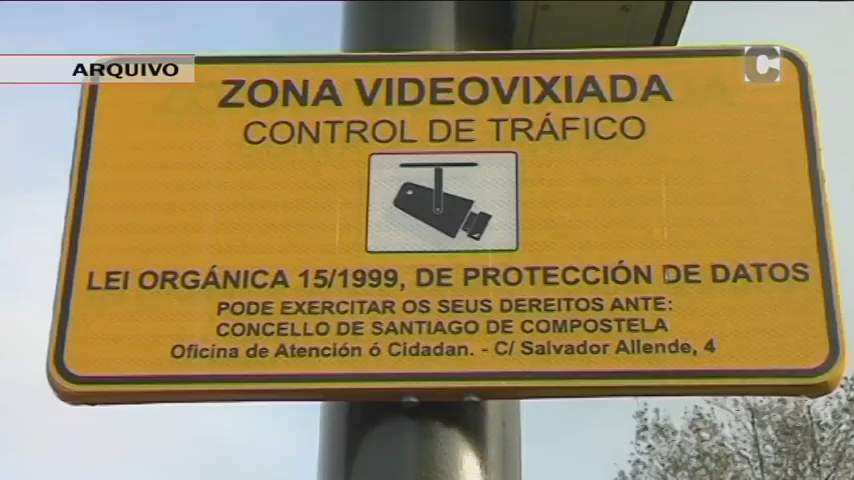 ARQUIVO
C
ZONA VIDEOVIXIADA
CONTROL DE TRÁFICO
LEI ORGÁNICA 15/1999, DE PROTECCIÓN DE DATOS
PODE EXERCITAR OS SEUS DEREITOS ANTE:
CONCELLO DE SANTIAGO DE COMPOSTELA
Oficina de Atención ó Cidadan. - C/ Salvador Allende, 4